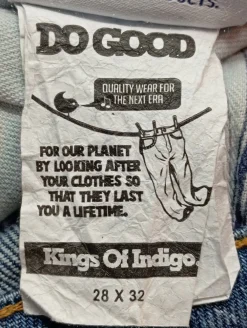 DO GOOD
QUALITY WEAR FOR
THE NEXT ERA
FOR OUR PLANET
BY LOOKING AFTER
YOUR CLOTHES SO
THAT THEY LAST
YOU A LIFETIME.
Kings Of Indigo
28 X 32